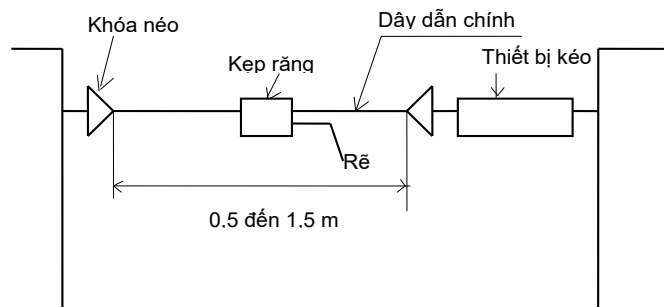 Khóa néo
Dây dẫn chính
Kẹp răng
Thiết bị kéo
Rẽ
0,5 đến 1,5 m